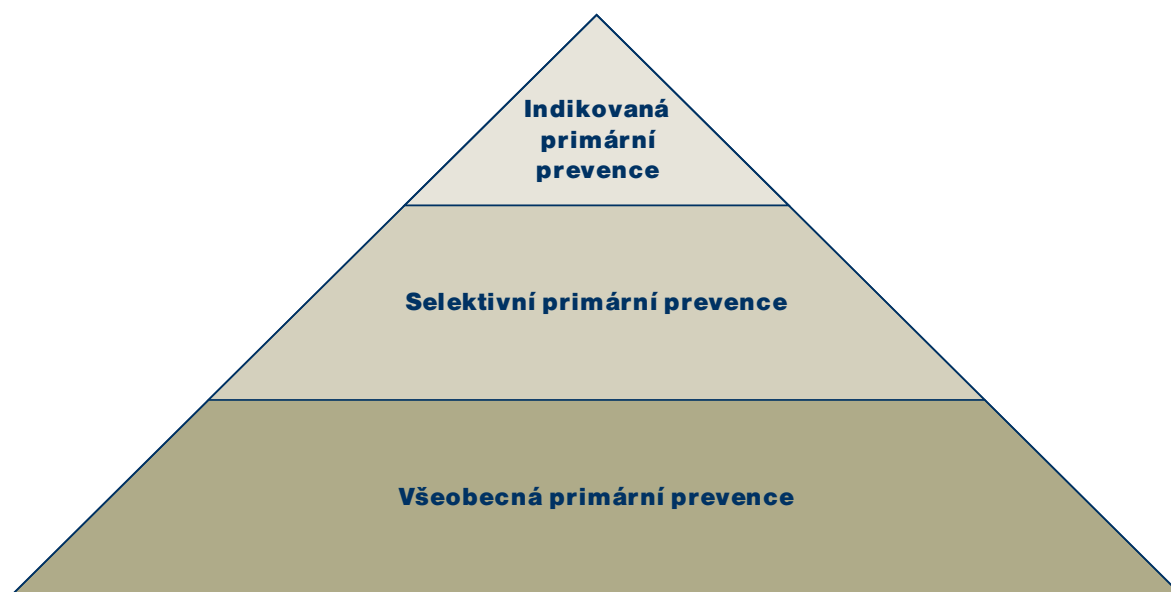 Indikovaná
primární
prevence
Selektivní primární prevence
Všeobecná primární prevence